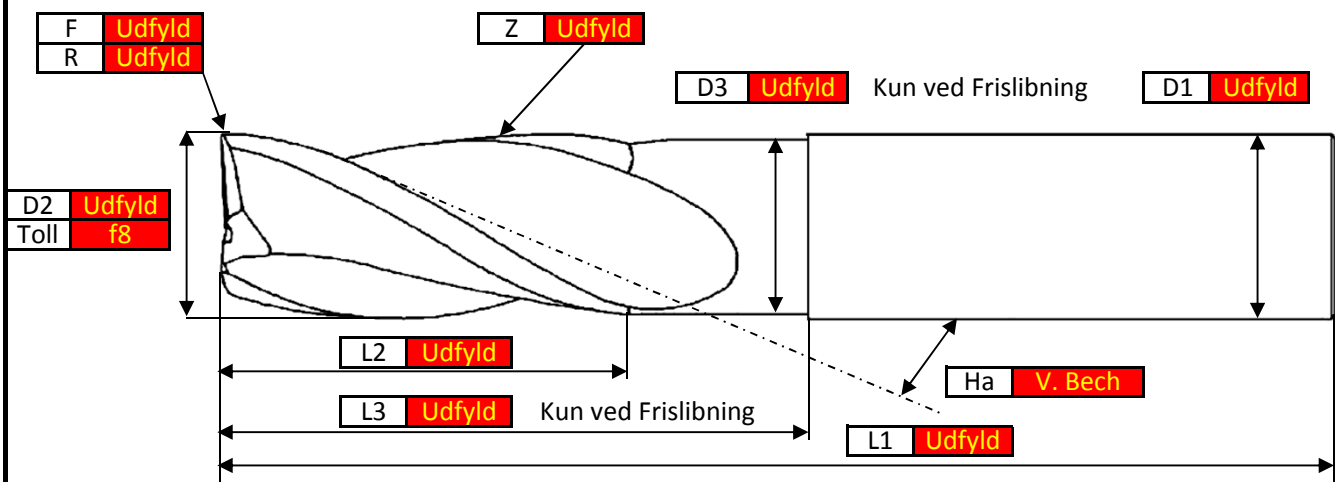 F Udfyld
R Udfyld
Z Udfyld
D3 Udfyld Kun ved Frislibning
D1 Udfyld
D2 Udfyld
Toll f8
L2 Udfyld
Ha V. Bech
L3 Udfyld Kun ved Frislibning
L1 Udfyld